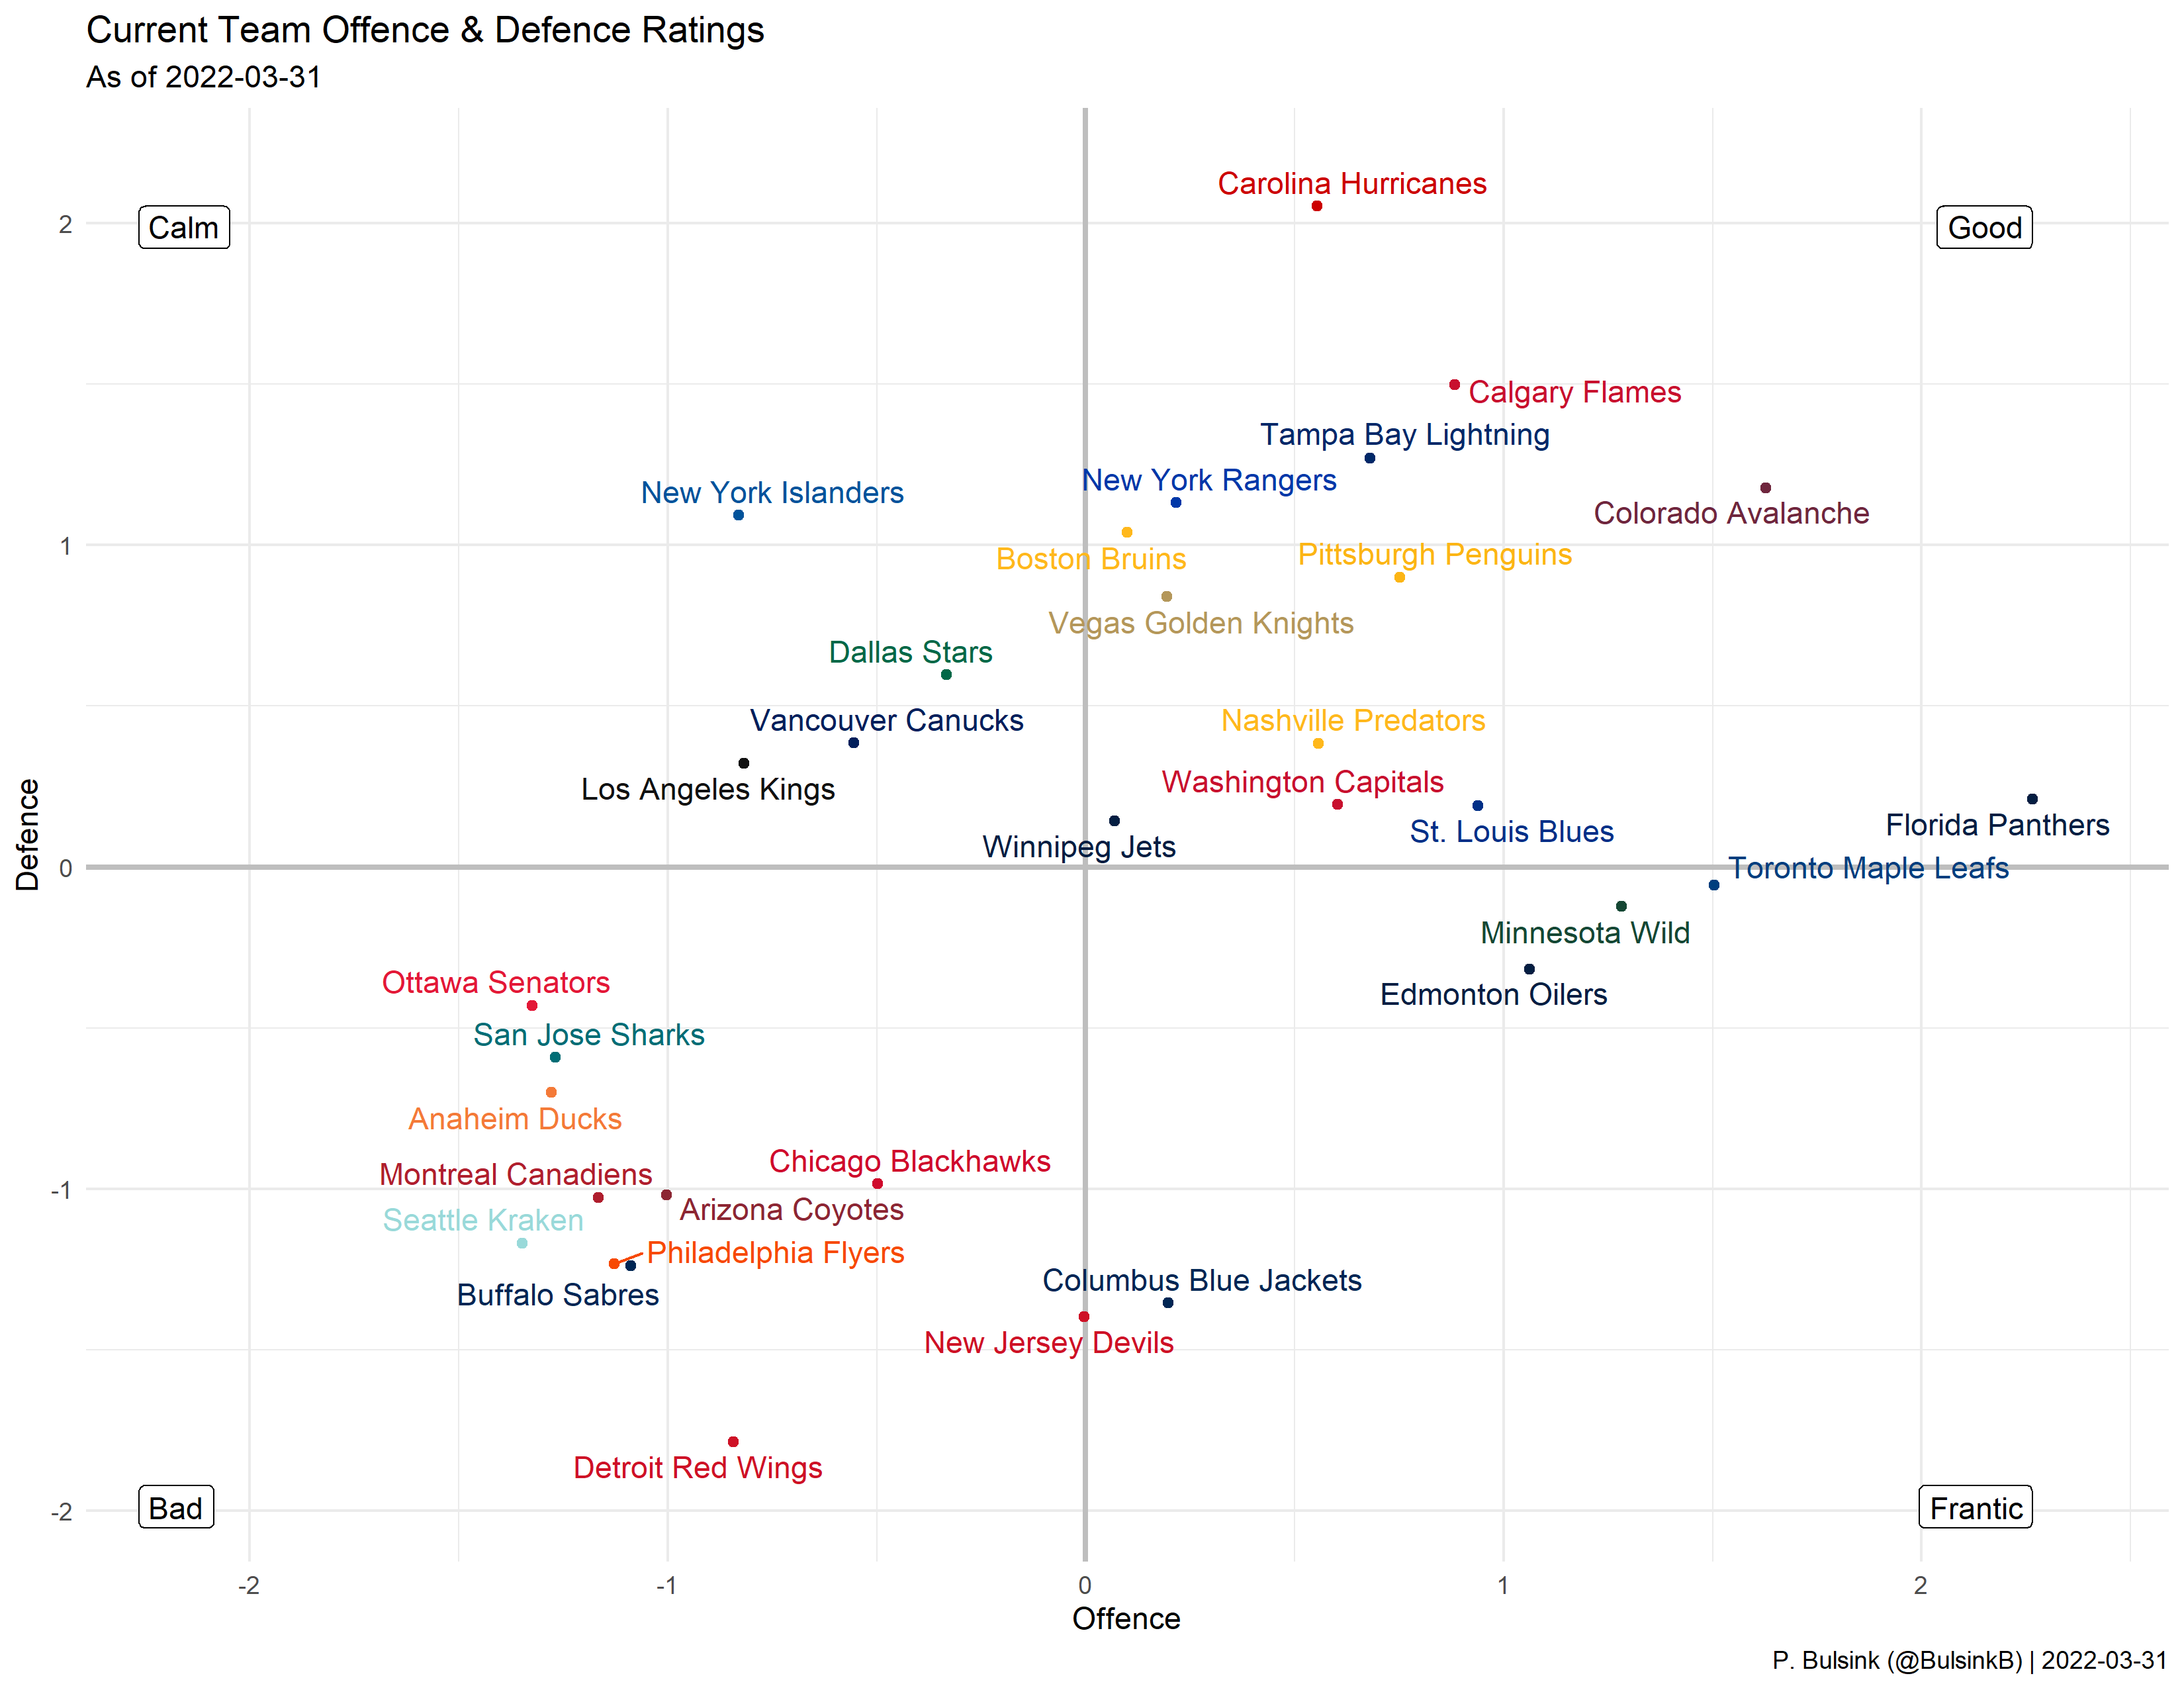 Current Team Offence & Defence Ratings
As of 2022-03-31
Carolina Hurricanes
Calm
Good
2
Calgary Flames
Tampa Bay Lightning
New York Rangers
New York Islanders
Colorado Avalanche
1
Boston Bruins
Pittsburgh Penguins
Vegas Golden Knights
Dallas Stars
Vancouver Canucks
Nashville Predators
Los Angeles Kings
Washington Capitals
St. Louis Blues
Florida Panthers
Winnipeg Jets
Defence
0
Toronto Maple Leafs
Minnesota Wild
Ottawa Senators
Edmonton Oilers
San Jose Sharks
Anaheim Ducks
Chicago Blackhawks
Montreal Canadiens
-1
Arizona Coyotes
Seattle Kraken
Philadelphia Flyers
Buffalo Sabres
Columbus Blue Jackets
New Jersey Devils
Detroit Red Wings
Bad
Frantic
-2
-2
-1
0
1
2
Offence
P. Bulsink (@BulsinkB) | 2022-03-31